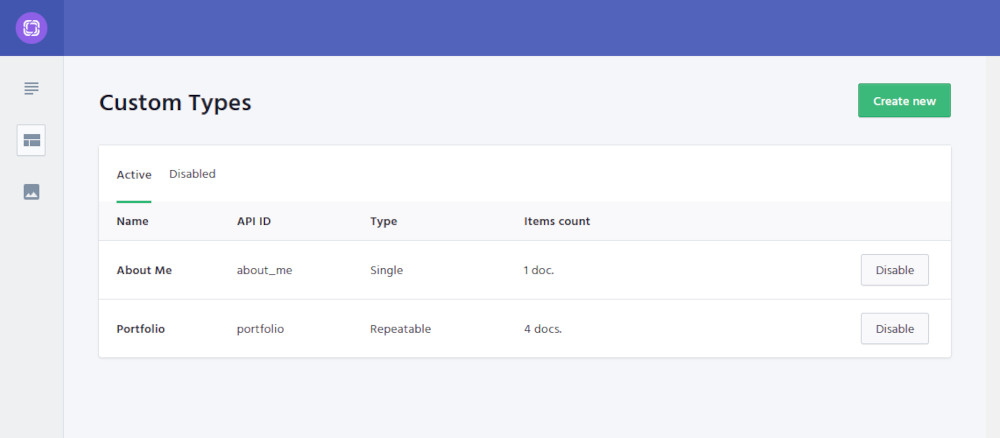 Custom Types
Create new
Active Disabled
Name API ID Type Items count
About Me about_me Single 1 doc. Disable
Portfolio portfolio Repeatable 4 docs. Disable